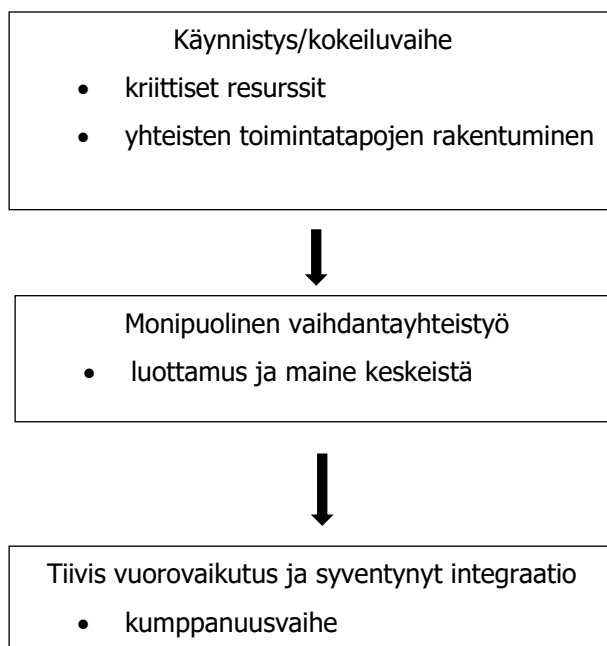 Käynnistys/kokeiluvaihe
• kriittiset resurssit
• yhteisten toimintatapojen rakentuminen
Monipuolinen vaihdantayhteistyö
• luottamus ja maine keskeistä
Tiivis vuorovaikutus ja syventynyt integraatio
• kumppanuusvaihe